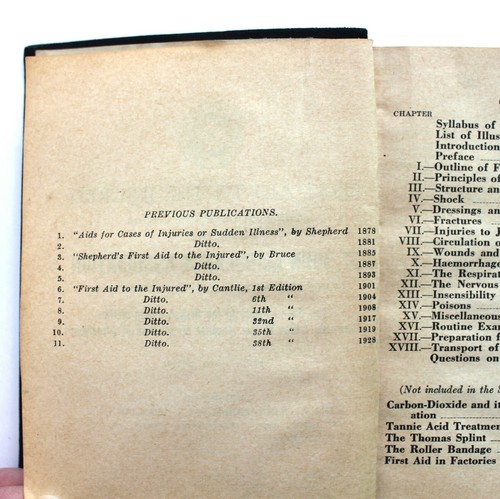 PREVIOUS PUBLICATIONS.
1. "Aids for Cases of Injuries or Sudden Illness", by Shepherd 1878
2. Ditto. 1881
3. "Shepherd's First Aid to the Injured", by Bruce 1885
4. Ditto. 1887
5. Ditto. 1893
6. "First Aid to the Injured", by Cantlie, 1st Edition 1901
7. Ditto. 6th " 1904
8. Ditto. 11th " 1908
9. Ditto. 32nd " 1917
10. Ditto. 35th " 1919
11. Ditto. 38th " 1928
CHAPTER
Syllabus of
List of Illus
Introduction
Preface
I.—Outline of F
II.—Principles of
III.—Structure an
IV.—Shock
V.—Dressings an
VI.—Fractures
VII.—Injuries to J
VIII.—Circulation o
IX.—Wounds and
X.—Haemorrhage
XI.—The Respirat
XII.—The Nervous
XIII.—Insensibility
XIV.—Poisons
XV.—Miscellaneous
XVI.—Routine Exa
XVII.—Preparation f
XVIII.—Transport of
Questions on
(Not included in the S
Carbon-Dioxide and it
ation
Tannic Acid Treatmen
The Thomas Splint
The Roller Bandage
First Aid in Factories